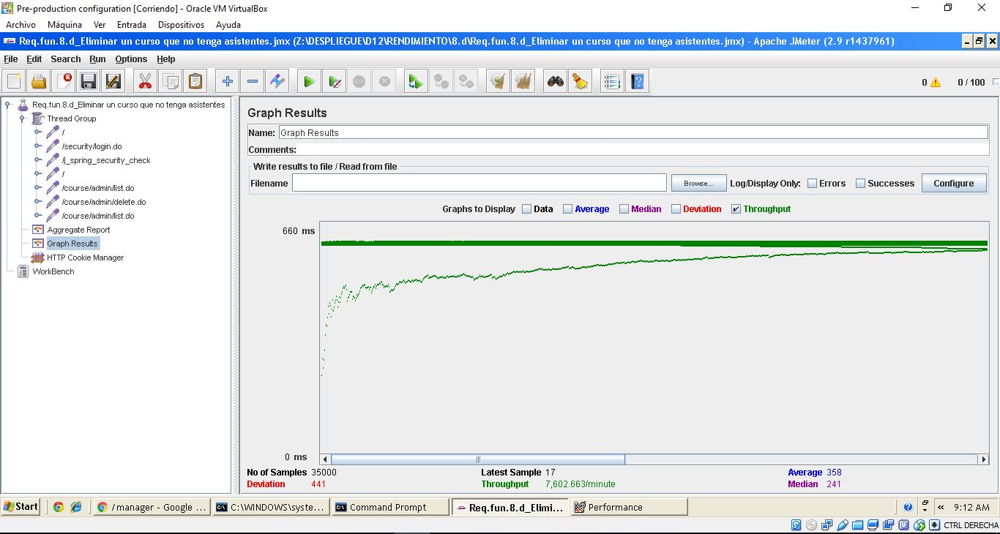 Pre-production configuration [Corriendo] - Oracle VM VirtualBox
Archivo Máquina Ver Entrada Dispositivos Ayuda
Req.fun.8.d_Eliminar un curso que no tenga asistentes.jmx (Z:\DESPLIEGUE\D12\RENDIMIENTO\8.d\Req.fun.8.d_Eliminar un curso que no tenga asistentes.jmx) - Apache JMeter (2.9 r1437961)
File Edit Search Run Options Help
0 0 / 100
Req.fun.8.d_Eliminar un curso que no tenga asistentes
Thread Group
/
/security/login.do
/j_spring_security_check
/
/course/admin/list.do
/course/admin/delete.do
/course/admin/list.do
Aggregate Report
Graph Results
HTTP Cookie Manager
WorkBench
Graph Results
Name: Graph Results
Comments:
Write results to file / Read from file
Filename Browse... Log/Display Only: Errors Successes Configure
Graphs to Display Data Average Median Deviation Throughput
660 ms
0 ms
No of Samples 35000 Latest Sample 17 Average 358
Deviation 441 Throughput 7,602.663/minute Median 241
Start /manager - Google ... C:\WINDOWS\syste... Command Prompt Req.fun.8.d_Elimi... Performance « 9:12 AM
CTRL DERECHA